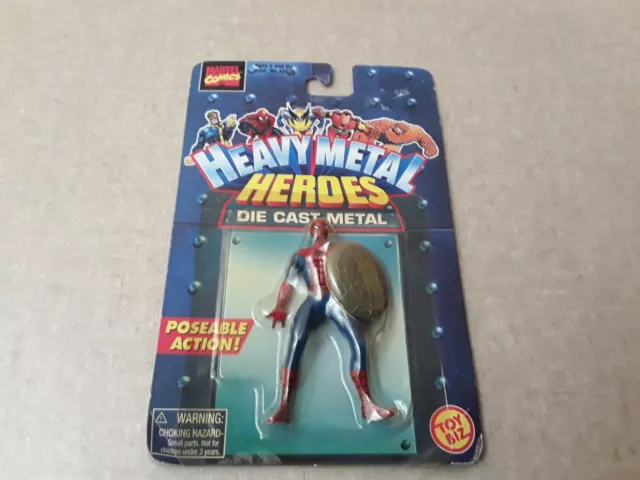 MARVEL
COMICS
HEAVY METAL
HEROES
DIE CAST METAL
POSEABLE
ACTION!
WARNING:
CHOKING HAZARD-
Small parts. Not for
children under 3 years.
TOY
BIZ